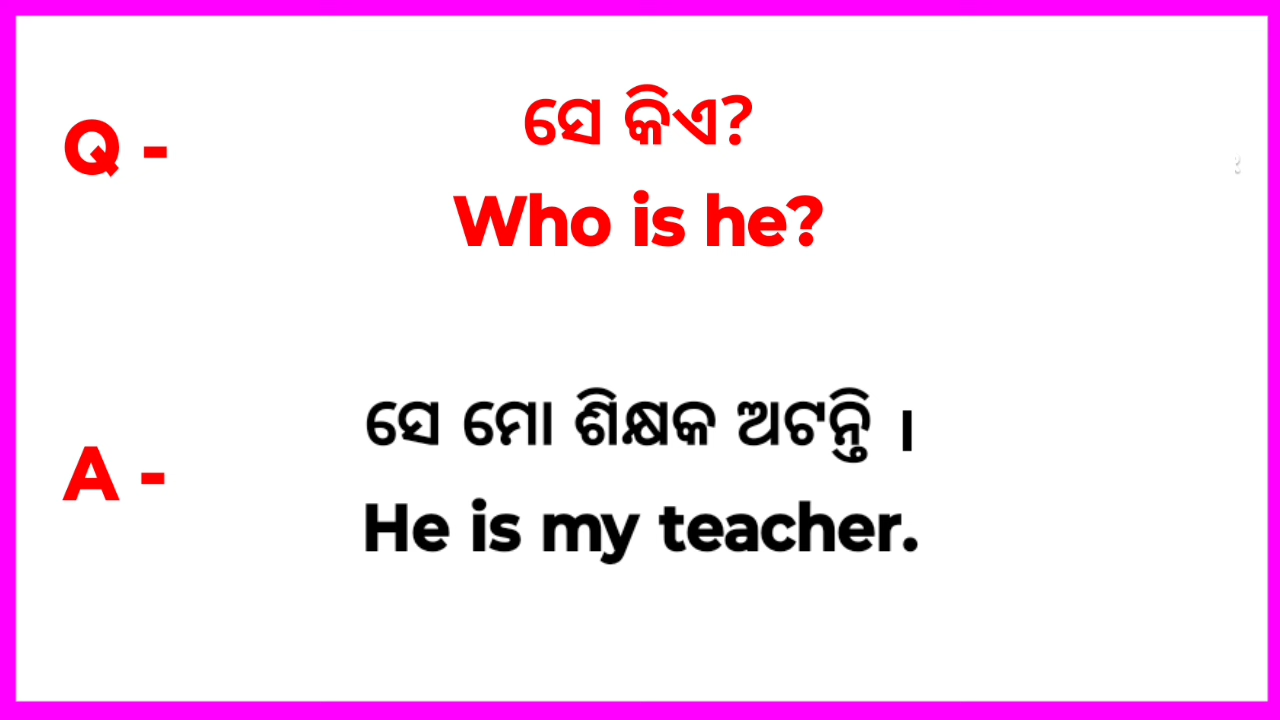 Q -
ସେ କିଏ?
Who is he?
A -
ସେ ମୋ ଶିକ୍ଷକ ଅଟନ୍ତି ।
He is my teacher.